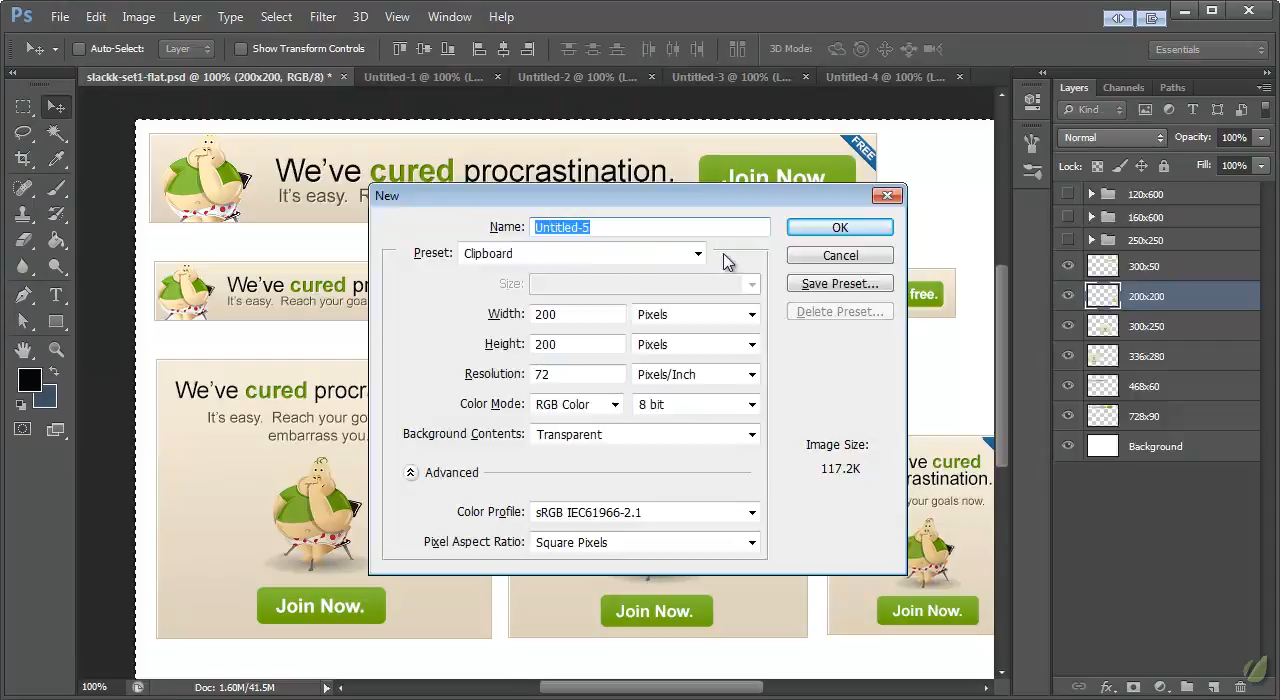 Ps File Edit Image Layer Type Select Filter 3D View Window Help
Auto-Select: Layer Show Transform Controls 3D Mode: Essentials
slackk-set1-flat.psd @ 100% (200x200, RGB/8) * × Untitled-1 @ 100% (L... × Untitled-2 @ 100% (L... × Untitled-3 @ 100% (L... × Untitled-4 @ 100% (L... ×
We've cured procrastination.
It's easy. R
Join Now.
FREE
We've cured p
It's easy. Reach your goa
free.
We've cured procr
It's easy. Reach your go
embarrass you.
Join Now.
Join Now.
ve cured
procrastination.
your goals now.
Join Now.
New
Name: Untitled-5
Preset: Clipboard
Size:
Width: 200 Pixels
Height: 200 Pixels
Resolution: 72 Pixels/Inch
Color Mode: RGB Color 8 bit
Background Contents: Transparent
Advanced
Color Profile: sRGB IEC61966-2.1
Pixel Aspect Ratio: Square Pixels
OK
Cancel
Save Preset...
Delete Preset...
Image Size:
117.2K
Layers Channels Paths
Kind
Normal Opacity: 100%
Lock: Fill: 100%
120x600
160x600
250x250
300x50
200x200
300x250
336x280
468x60
728x90
Background
100% Doc: 1.60M/41.5M